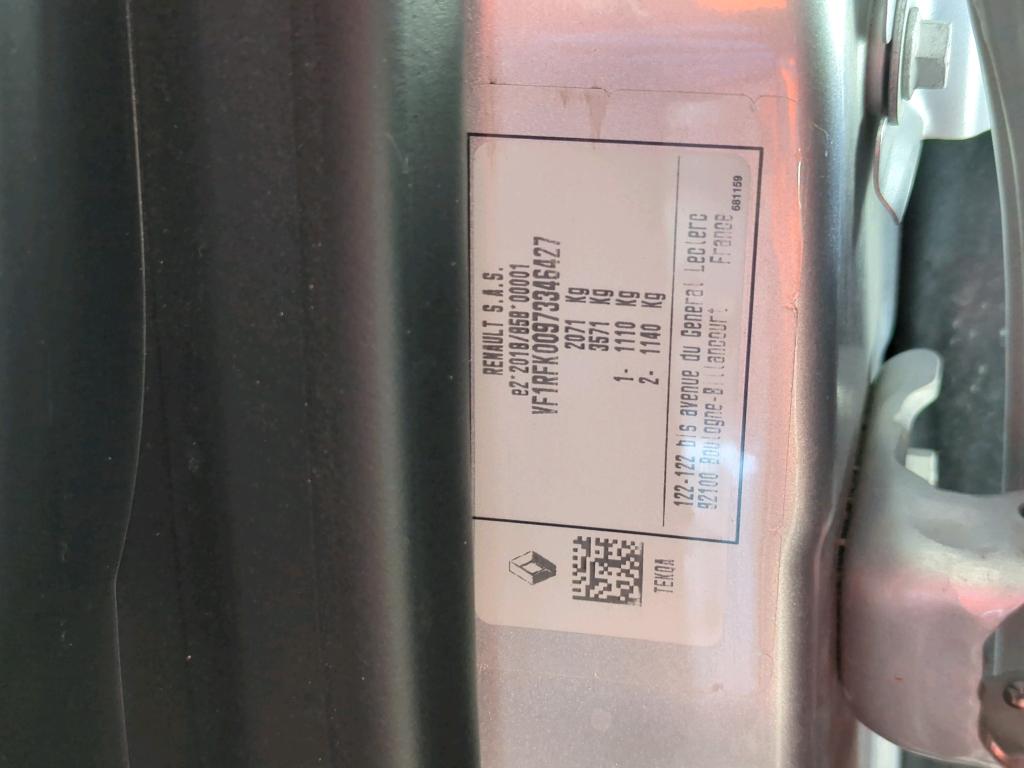 RENAULT S.A.S.
e2*2018/858*00001
VF1RFK00973346427
2071 Kg
3571 Kg
1- 1110 Kg
2- 1140 Kg
122-122 bis avenue du General Leclerc
92100 Boulogne-Billancourt France
681159
TEKQA